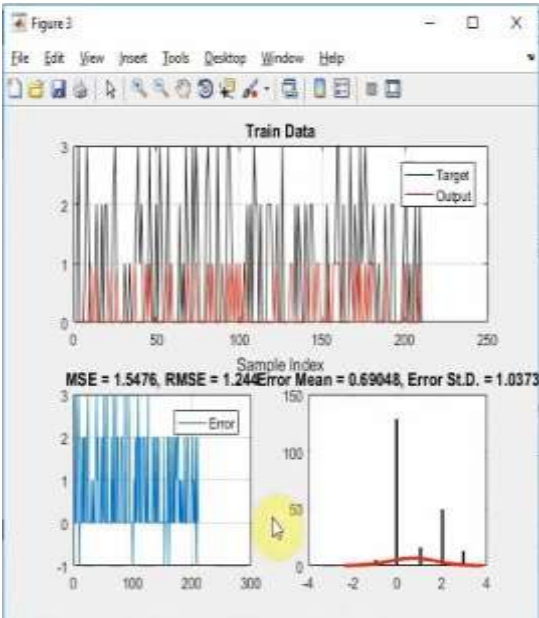 Figure 3
File Edit View Insert Tools Desktop Window Help
Train Data
3
2
1
0
Target
Output
0 50 100 150 200 250
Sample Index
MSE = 1.5476, RMSE = 1.244 Error Mean = 0.69048, Error St.D. = 1.0373
3
2
1
0
-1
Error
0 100 200 300
150
100
50
0
-4 -2 0 2 4